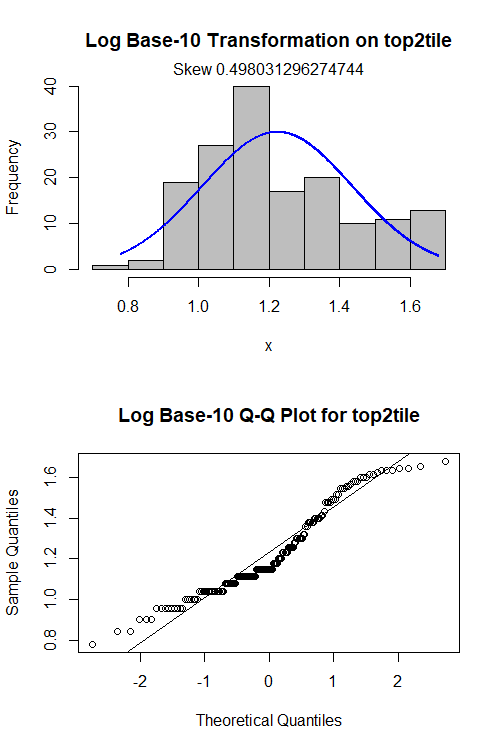 Log Base-10 Transformation on top2tile
Skew 0.498031296274744
Frequency
40
30
20
10
0
0.8 1.0 1.2 1.4 1.6
x
Log Base-10 Q-Q Plot for top2tile
Sample Quantiles
1.6
1.4
1.2
1.0
0.8
-2 -1 0 1 2
Theoretical Quantiles